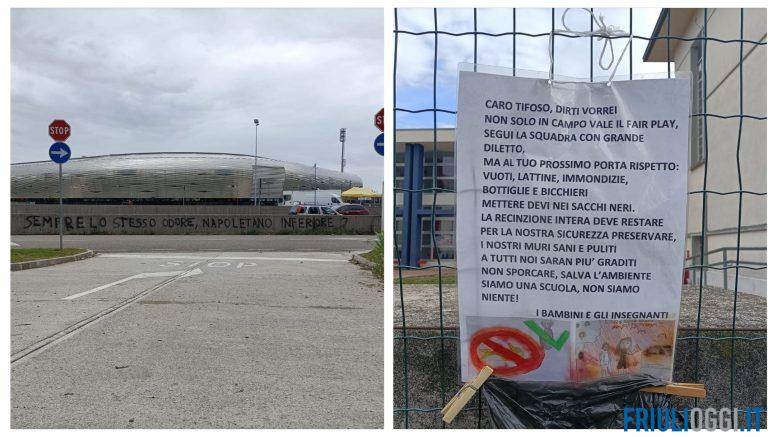 STOP
SEMPRE LO STESSO ODORE, NAPOLETANO INFERIORE ?
STOP
STOP
CARO TIFOSO, DIRTI VORREI
NON SOLO IN CAMPO VALE IL FAIR PLAY,
SEGUI LA SQUADRA CON GRANDE
DILETTO,
MA AL TUO PROSSIMO PORTA RISPETTO:
VUOTI, LATTINE, IMMONDIZIE,
BOTTIGLIE E BICCHIERI
METTERE DEVI NEI SACCHI NERI.
LA RECINZIONE INTERA DEVE RESTARE
PER LA NOSTRA SICUREZZA PRESERVARE,
I NOSTRI MURI SANI E PULITI
A TUTTI NOI SARAN PIU' GRADITI
NON SPORCARE, SALVA L'AMBIENTE
SIAMO UNA SCUOLA, NON SIAMO
NIENTE!
I BAMBINI E GLI INSEGNANTI
FRIULIOGGI.IT